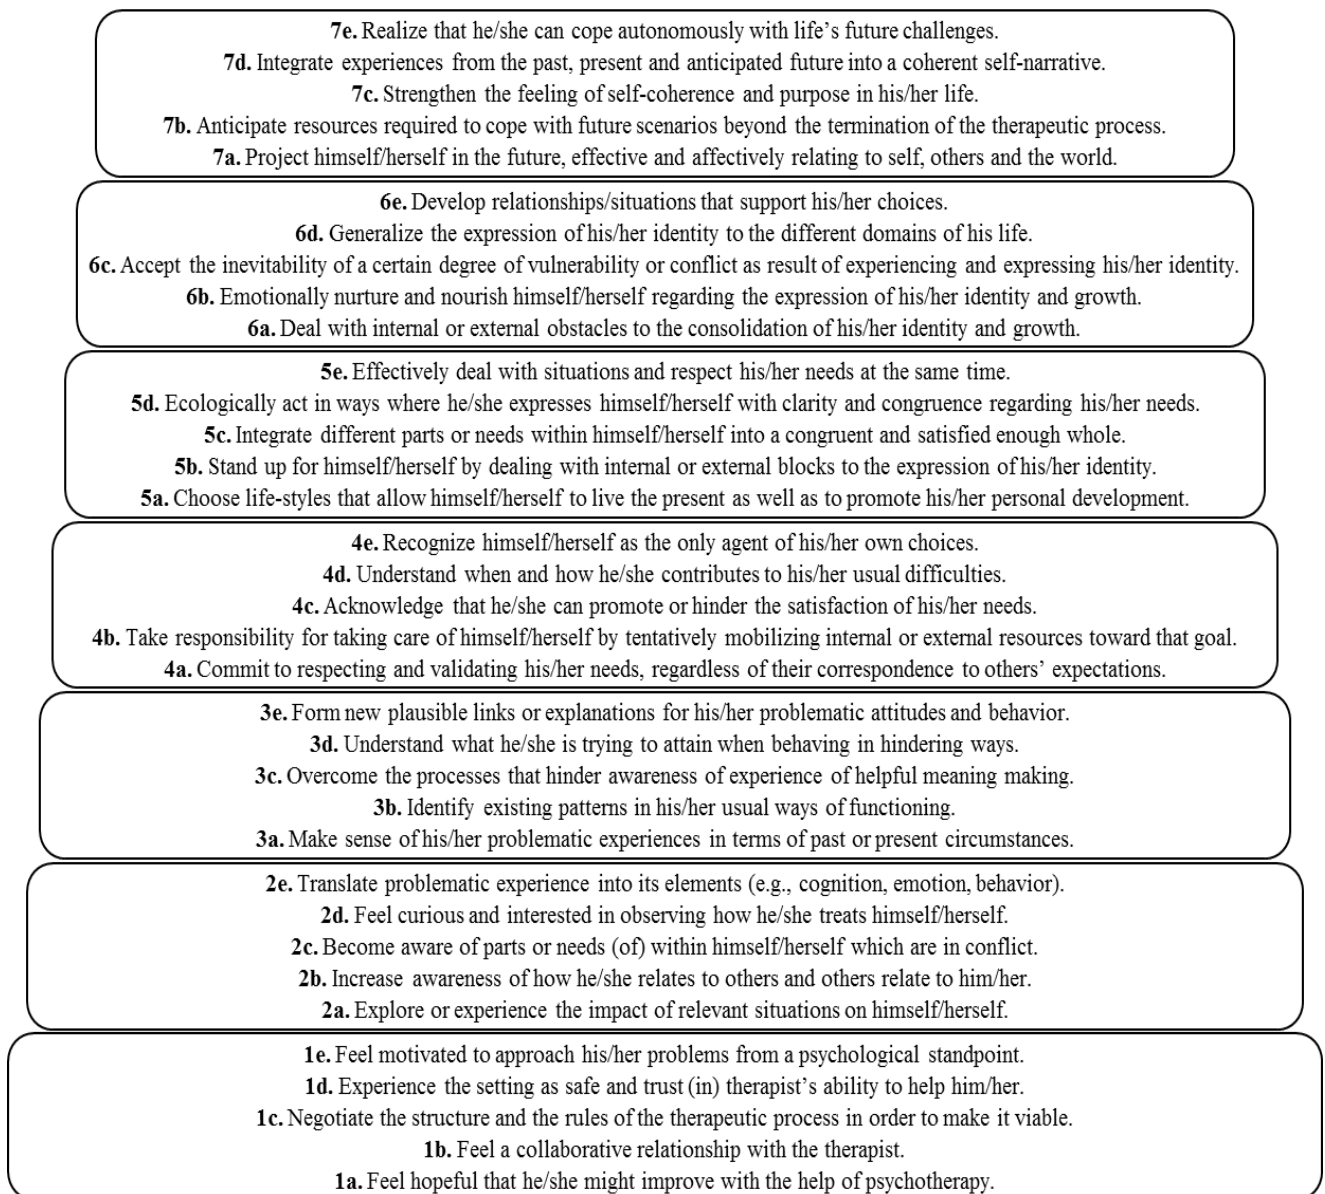 7e. Realize that he/she can cope autonomously with life's future challenges.
7d. Integrate experiences from the past, present and anticipated future into a coherent self-narrative.
7c. Strengthen the feeling of self-coherence and purpose in his/her life.
7b. Anticipate resources required to cope with future scenarios beyond the termination of the therapeutic process.
7a. Project himself/herself in the future, effective and affectively relating to self, others and the world.
6e. Develop relationships/situations that support his/her choices.
6d. Generalize the expression of his/her identity to the different domains of his life.
6c. Accept the inevitability of a certain degree of vulnerability or conflict as result of experiencing and expressing his/her identity.
6b. Emotionally nurture and nourish himself/herself regarding the expression of his/her identity and growth.
6a. Deal with internal or external obstacles to the consolidation of his/her identity and growth.
5e. Effectively deal with situations and respect his/her needs at the same time.
5d. Ecologically act in ways where he/she expresses himself/herself with clarity and congruence regarding his/her needs.
5c. Integrate different parts or needs within himself/herself into a congruent and satisfied enough whole.
5b. Stand up for himself/herself by dealing with internal or external blocks to the expression of his/her identity.
5a. Choose life-styles that allow himself/herself to live the present as well as to promote his/her personal development.
4e. Recognize himself/herself as the only agent of his/her own choices.
4d. Understand when and how he/she contributes to his/her usual difficulties.
4c. Acknowledge that he/she can promote or hinder the satisfaction of his/her needs.
4b. Take responsibility for taking care of himself/herself by tentatively mobilizing internal or external resources toward that goal.
4a. Commit to respecting and validating his/her needs, regardless of their correspondence to others' expectations.
3e. Form new plausible links or explanations for his/her problematic attitudes and behavior.
3d. Understand what he/she is trying to attain when behaving in hindering ways.
3c. Overcome the processes that hinder awareness of experience of helpful meaning making.
3b. Identify existing patterns in his/her usual ways of functioning.
3a. Make sense of his/her problematic experiences in terms of past or present circumstances.
2e. Translate problematic experience into its elements (e.g., cognition, emotion, behavior).
2d. Feel curious and interested in observing how he/she treats himself/herself.
2c. Become aware of parts or needs (of) within himself/herself which are in conflict.
2b. Increase awareness of how he/she relates to others and others relate to him/her.
2a. Explore or experience the impact of relevant situations on himself/herself.
1e. Feel motivated to approach his/her problems from a psychological standpoint.
1d. Experience the setting as safe and trust (in) therapist's ability to help him/her.
1c. Negotiate the structure and the rules of the therapeutic process in order to make it viable.
1b. Feel a collaborative relationship with the therapist.
1a. Feel hopeful that he/she might improve with the help of psychotherapy.